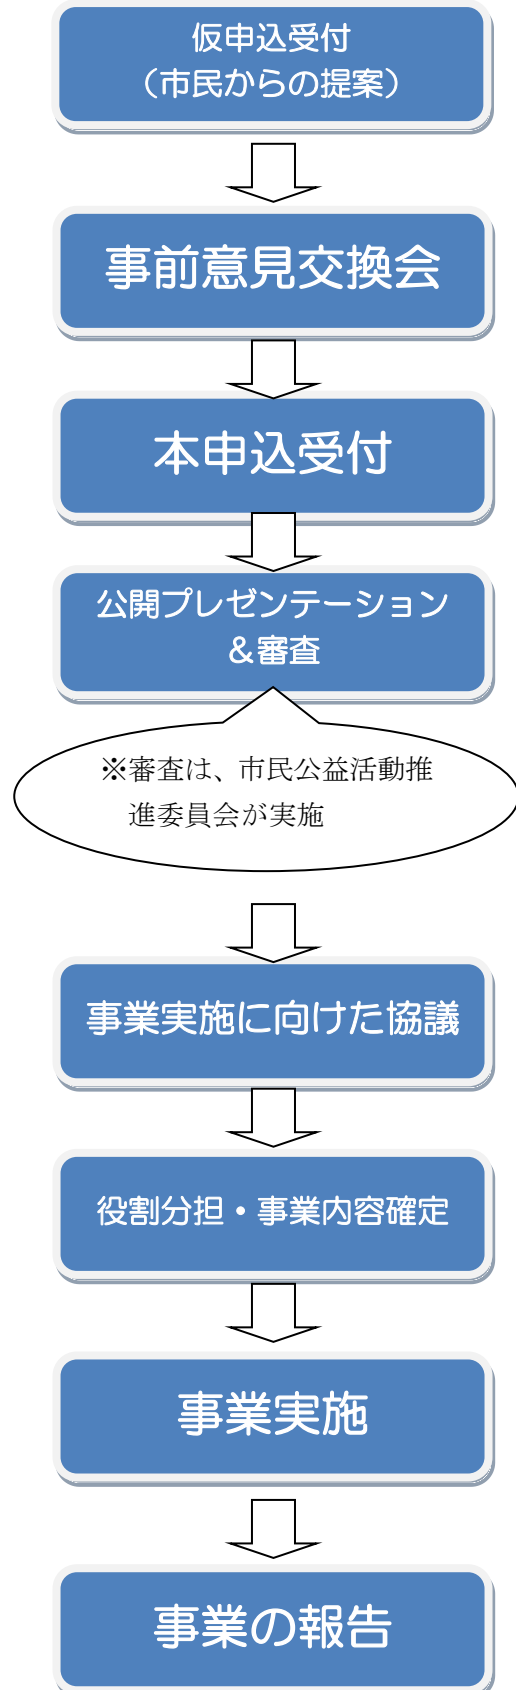 仮申込受付
（市民からの提案）
事前意見交換会
本申込受付
公開プレゼンテーション
＆審査
※審査は、市民公益活動推
進委員会が実施
事業実施に向けた協議
役割分担・事業内容確定
事業実施
事業の報告